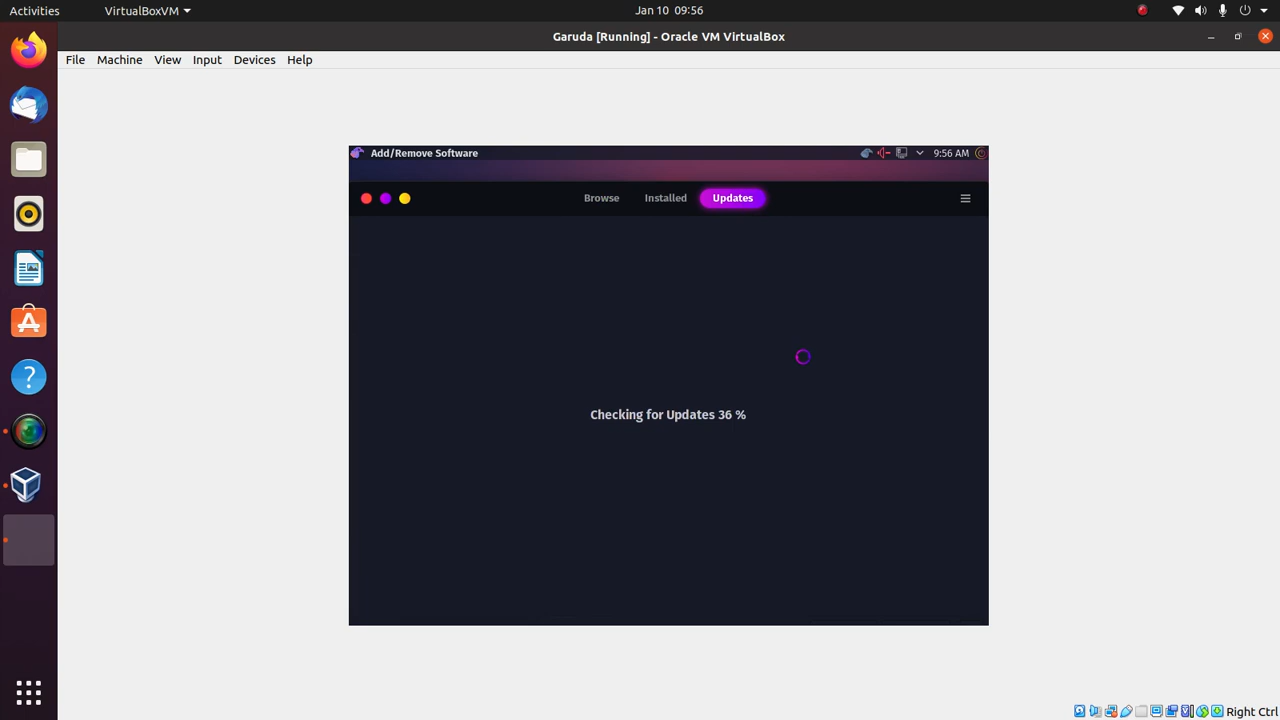 Activities VirtualBoxVM Jan 10 09:56
Garuda [Running] - Oracle VM VirtualBox
File Machine View Input Devices Help
Add/Remove Software 9:56 AM
Browse Installed Updates
Checking for Updates 36 %
Right Ctrl